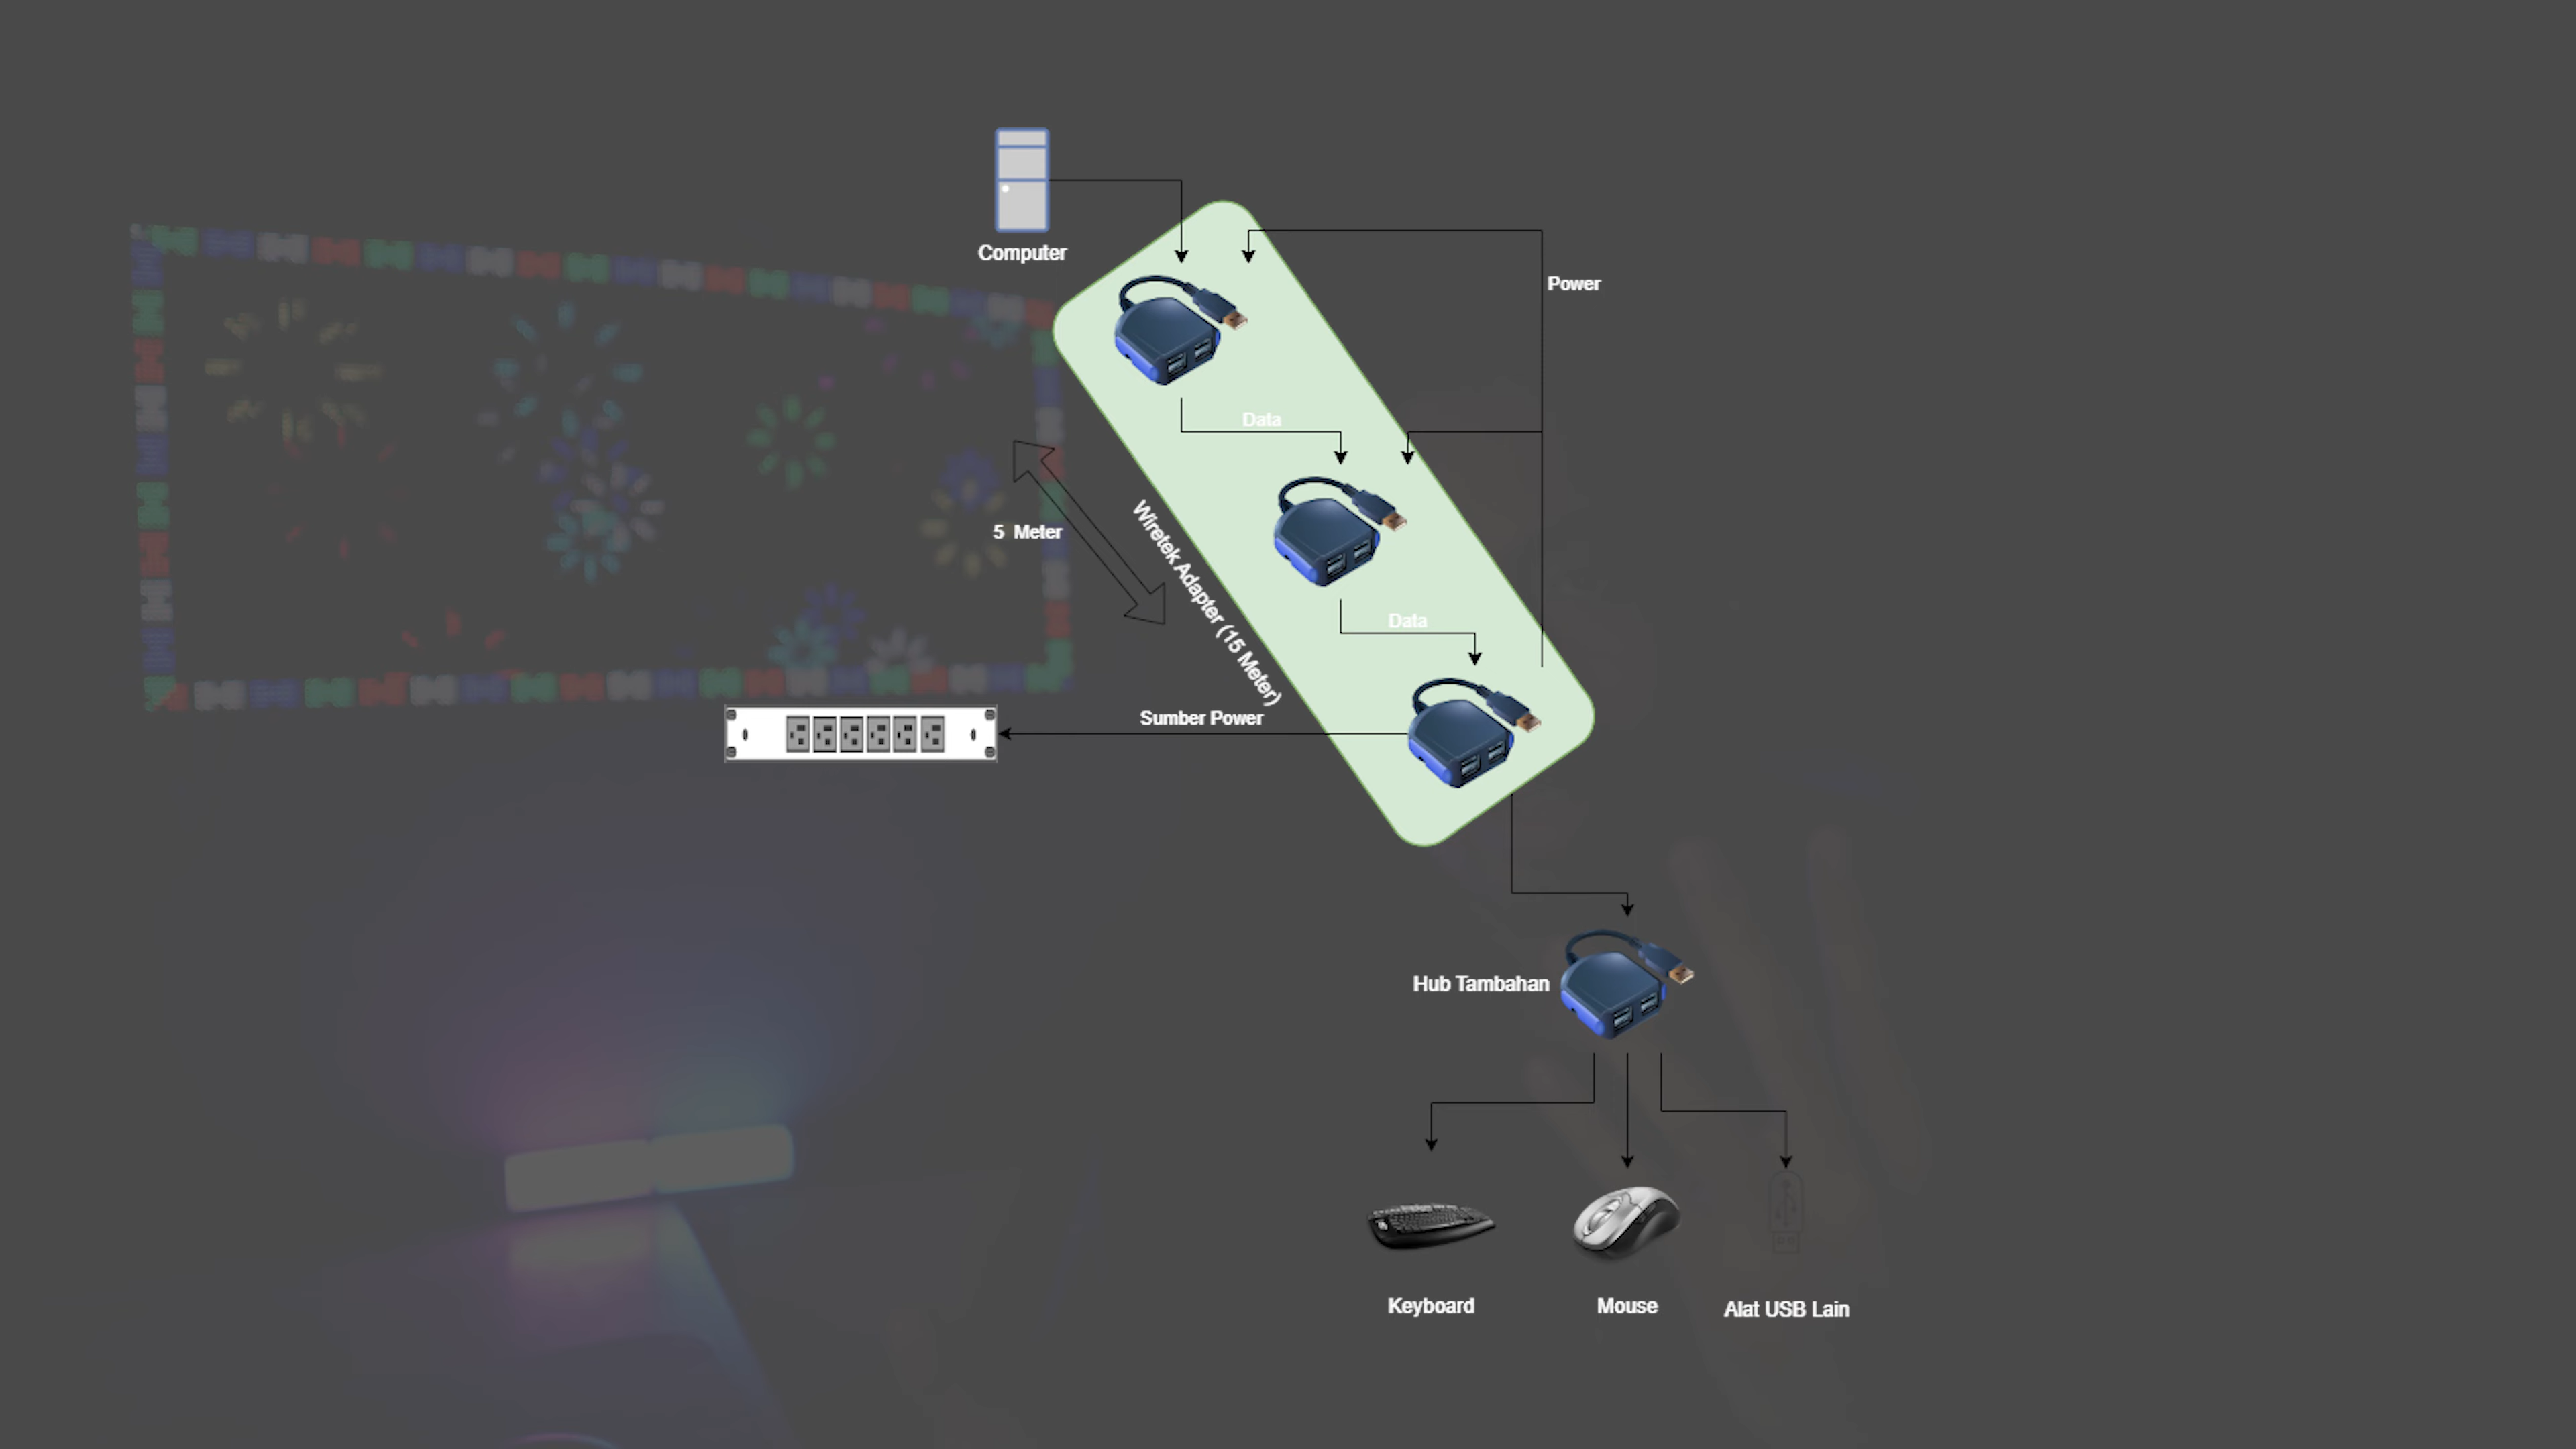 Computer
Power
Data
5 Meter
Wiretek Adapter (15 Meter)
Data
Sumber Power
Hub Tambahan
Keyboard
Mouse
Alat USB Lain